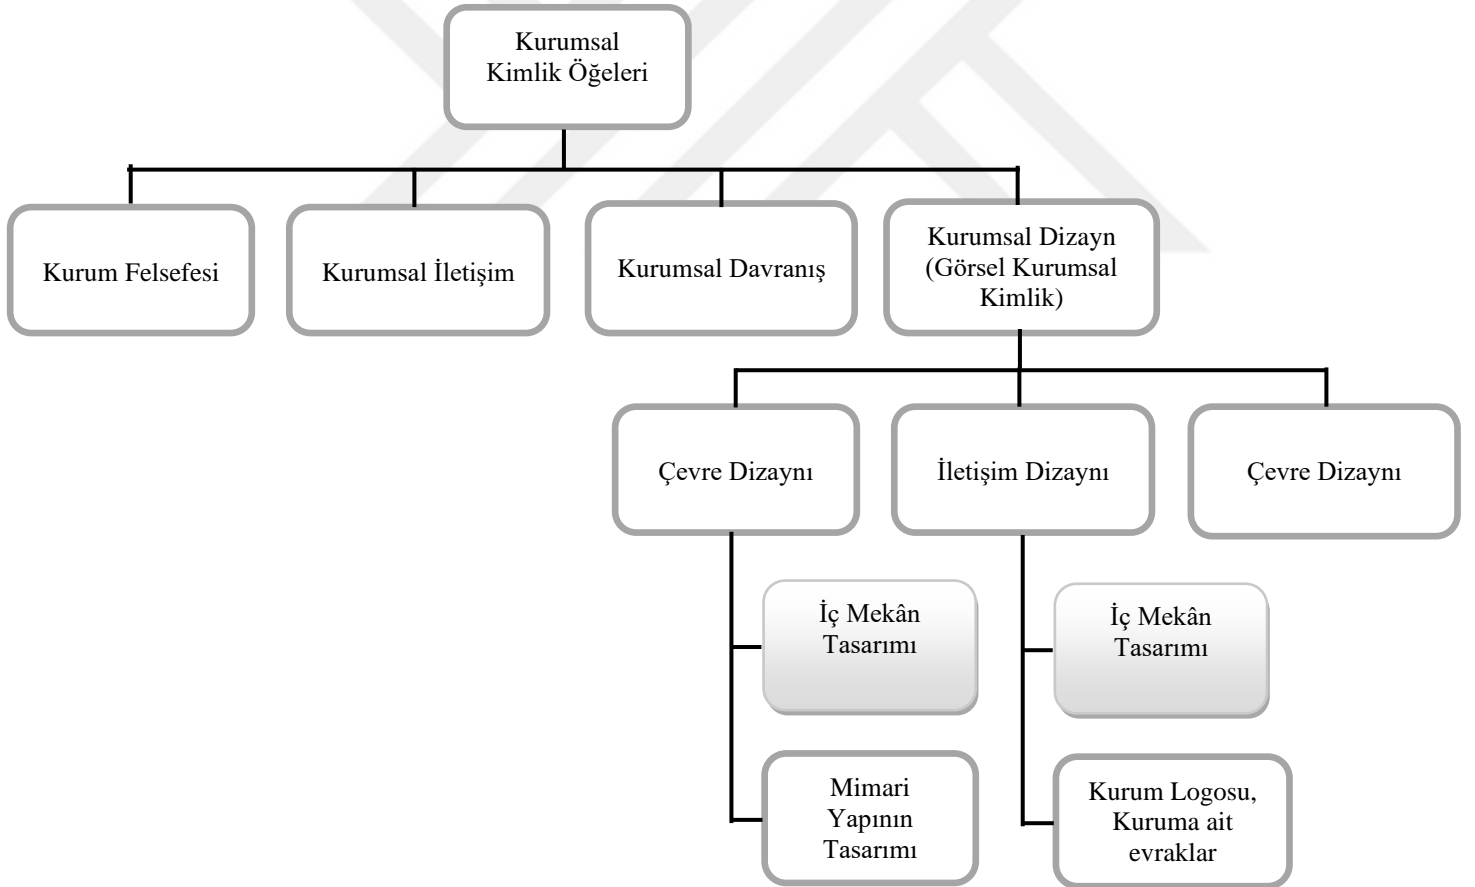 Kurumsal
Kimlik Öğeleri
Kurum Felsefesi
Kurumsal İletişim
Kurumsal Davranış
Kurumsal Dizayn
(Görsel Kurumsal
Kimlik)
Çevre Dizaynı
İletişim Dizaynı
Çevre Dizaynı
İç Mekân
Tasarımı
İç Mekân
Tasarımı
Mimari
Yapının
Tasarımı
Kurum Logosu,
Kuruma ait
evraklar